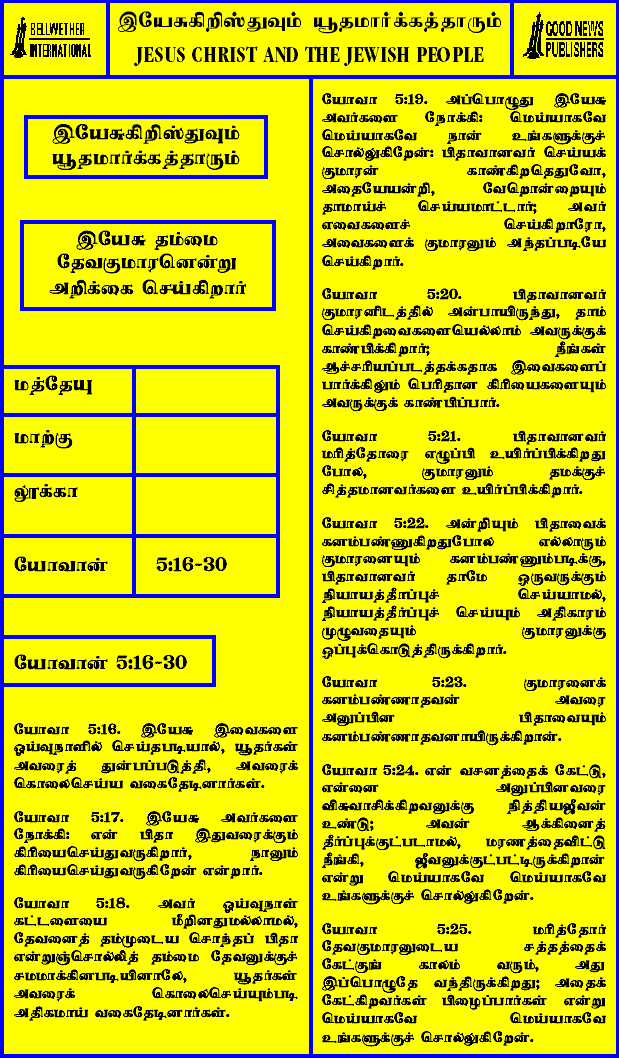 BELLWETHER
INTERNATIONAL
இயேசுகிறிஸ்துவும் யூதமார்க்கத்தாரும்
JESUS CHRIST AND THE JEWISH PEOPLE
GOOD NEWS
PUBLISHERS
இயேசுகிறிஸ்துவும்
யூதமார்க்கத்தாரும்
இயேசு தம்மை
தேவகுமாரனென்று
அறிக்கை செய்கிறார்
மத்தேயு
மாற்கு
லூக்கா
யோவான் 5:16-30
யோவான் 5:16-30
யோவா 5:16. இயேசு இவைகளை
ஓய்வுநாளில் செய்தபடியால், யூதர்கள்
அவரைத் துன்பப்படுத்தி, அவரைக்
கொலைசெய்ய வகைதேடினார்கள்.
யோவா 5:17. இயேசு அவர்களை
நோக்கி: என் பிதா இதுவரைக்கும்
கிரியைசெய்துவருகிறார், நானும்
கிரியைசெய்துவருகிறேன் என்றார்.
யோவா 5:18. அவர் ஓய்வுநாள்
கட்டளையை மீறினதுமல்லாமல்,
தேவனைத் தம்முடைய சொந்தப் பிதா
என்றுஞ்சொல்லித் தம்மை தேவனுக்குச்
சமமாக்கினபடியினாலே, யூதர்கள்
அவரைக் கொலைசெய்யும்படி
அதிகமாய் வகைதேடினார்கள்.
யோவா 5:19. அப்பொழுது இயேசு
அவர்களை நோக்கி: மெய்யாகவே
மெய்யாகவே நான் உங்களுக்குச்
சொல்லுகிறேன்: பிதாவானவர் செய்யக்
குமாரன் காண்கிறதெதுவோ,
அதையேயன்றி, வேறொன்றையும்
தாமாய்ச் செய்யமாட்டார்; அவர்
எவைகளைச் செய்கிறாரோ,
அவைகளைக் குமாரனும் அந்தப்படியே
செய்கிறார்.
யோவா 5:20. பிதாவானவர்
குமாரனிடத்தில் அன்பாயிருந்து, தாம்
செய்கிறவைகளையெல்லாம் அவருக்குக்
காண்பிக்கிறார்; நீங்கள்
ஆச்சரியப்படத்தக்கதாக இவைகளைப்
பார்க்கிலும் பெரிதான கிரியைகளையும்
அவருக்குக் காண்பிப்பார்.
யோவா 5:21. பிதாவானவர்
மரித்தோரை எழுப்பி உயிர்ப்பிக்கிறது
போல, குமாரனும் தமக்குச்
சித்தமானவர்களை உயிர்ப்பிக்கிறார்.
யோவா 5:22. அன்றியும் பிதாவைக்
கனம்பண்ணுகிறதுபோல எல்லாரும்
குமாரனையும் கனம்பண்ணும்படிக்கு,
பிதாவானவர் தாமே ஒருவருக்கும்
நியாயத்தீர்ப்புச் செய்யாமல்,
நியாயத்தீர்ப்புச் செய்யும் அதிகாரம்
முழுவதையும் குமாரனுக்கு
ஒப்புக்கொடுத்திருக்கிறார்.
யோவா 5:23. குமாரனைக்
கனம்பண்ணாதவன் அவரை
அனுப்பின பிதாவையும்
கனம்பண்ணாதவனாயிருக்கிறான்.
யோவா 5:24. என் வசனத்தைக் கேட்டு,
என்னை அனுப்பினவரை
விசுவாசிக்கிறவனுக்கு நித்தியஜீவன்
உண்டு; அவன் ஆக்கினைத்
தீர்ப்புக்குட்படாமல், மரணத்தைவிட்டு
நீங்கி, ஜீவனுக்குட்பட்டிருக்கிறான்
என்று மெய்யாகவே மெய்யாகவே
உங்களுக்குச் சொல்லுகிறேன்.
யோவா 5:25. மரித்தோர்
தேவகுமாரனுடைய சத்தத்தைக்
கேட்குங் காலம் வரும், அது
இப்பொழுதே வந்திருக்கிறது; அதைக்
கேட்கிறவர்கள் பிழைப்பார்கள் என்று
மெய்யாகவே மெய்யாகவே
உங்களுக்குச் சொல்லுகிறேன்.